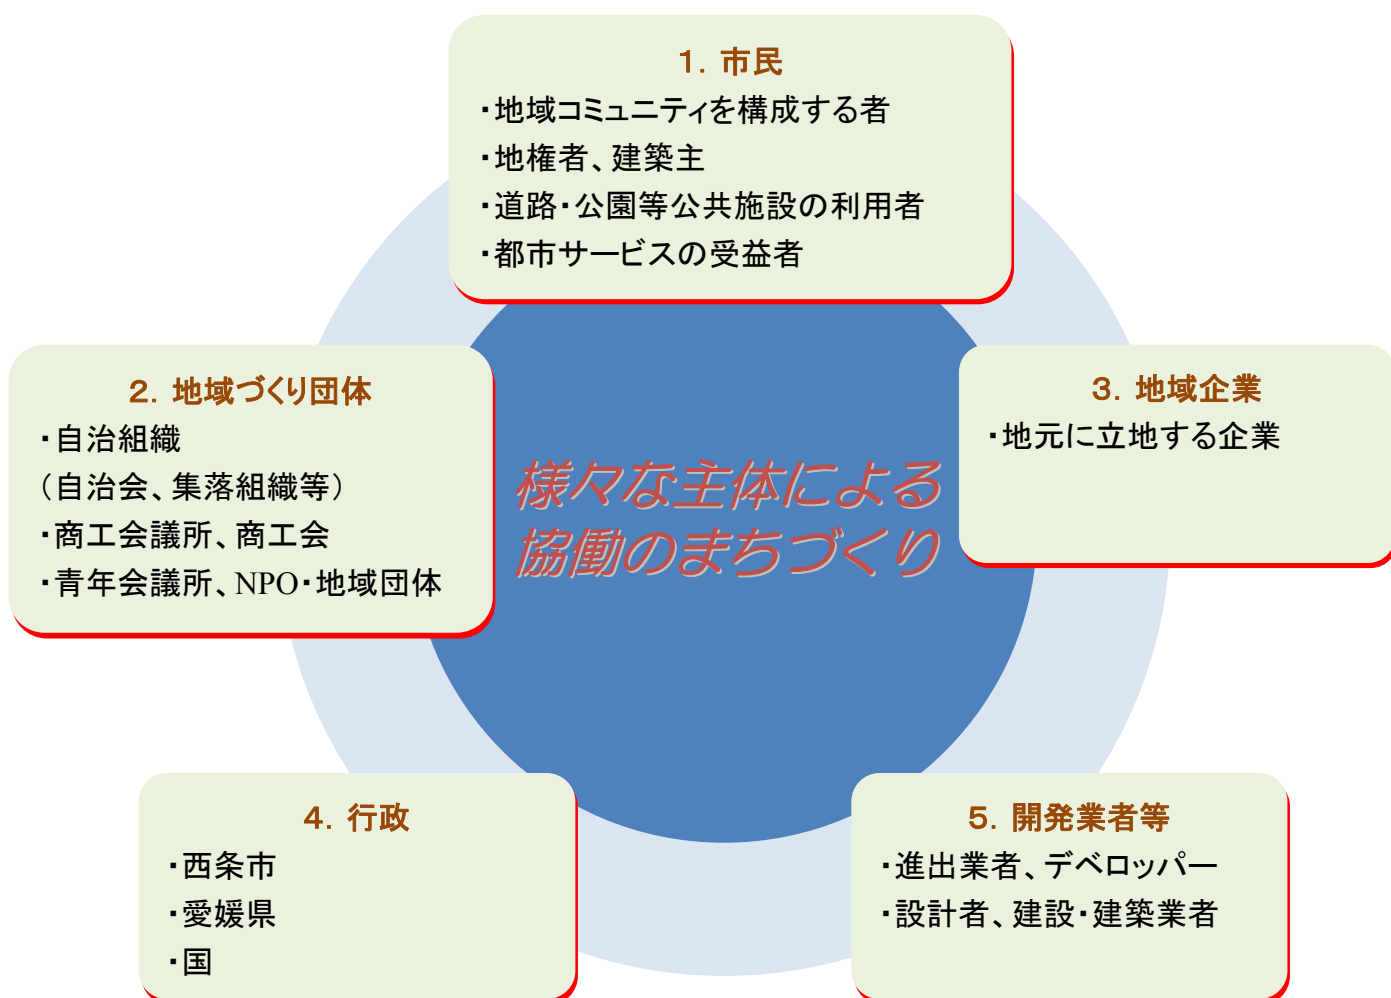 1．市民
・地域コミュニティを構成する者
・地権者、建築主
・道路・公園等公共施設の利用者
・都市サービスの受益者
2．地域づくり団体
・自治組織
（自治会、集落組織等）
・商工会議所、商工会
・青年会議所、NPO・地域団体
3．地域企業
・地元に立地する企業
様々な主体による
協働のまちづくり
4．行政
・西条市
・愛媛県
・国
5．開発業者等
・進出業者、デベロッパー
・設計者、建設・建築業者